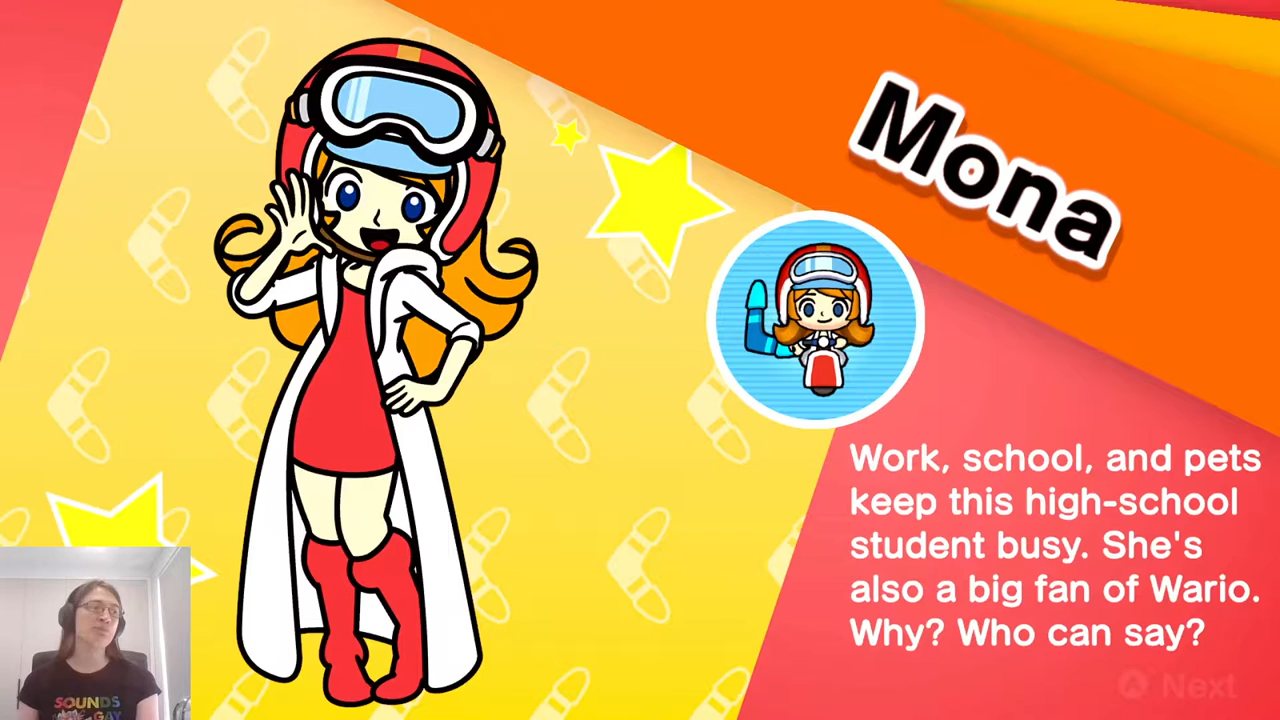 Mona
Work, school, and pets
keep this high-school
student busy. She's
also a big fan of Wario.
Why? Who can say?
A Next
SOUNDS
GAY